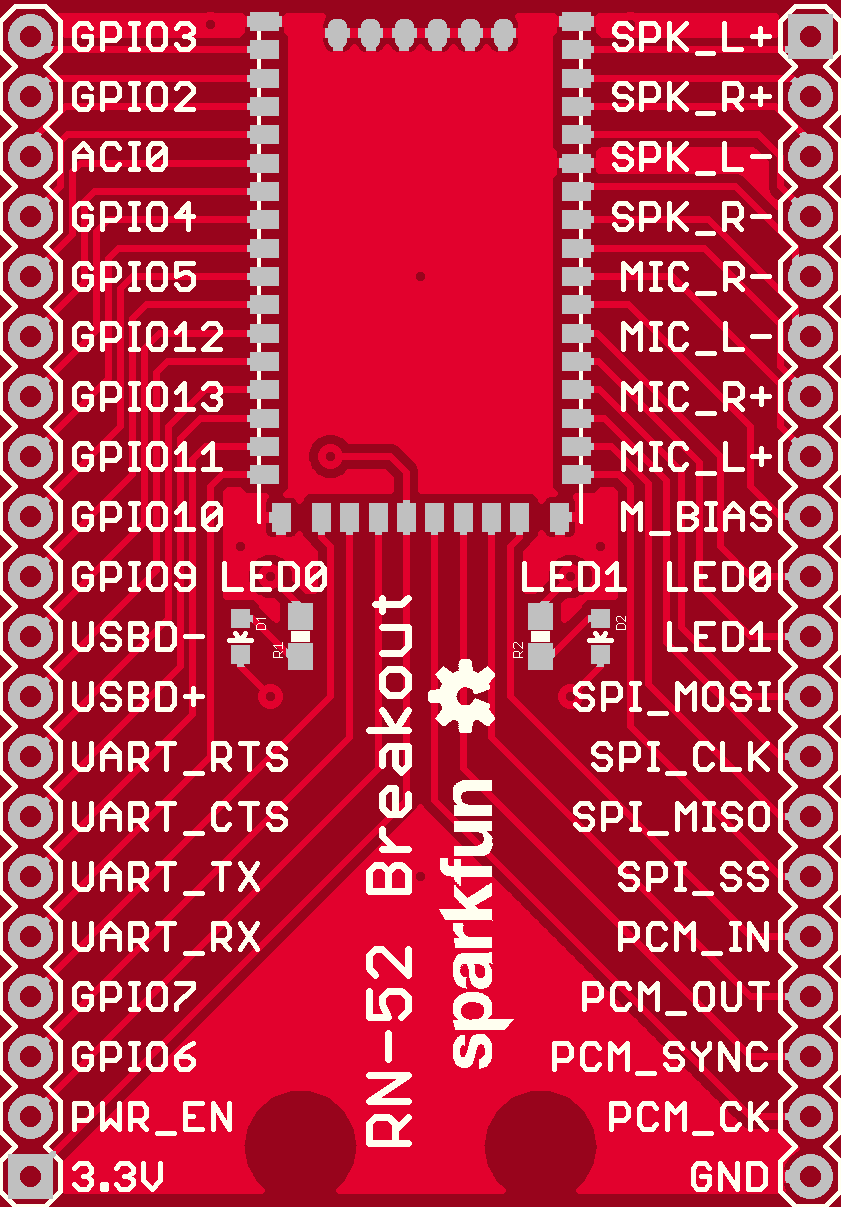 GPIO3 SPK_L+
GPIO2 SPK_R+
ACI0 SPK_L-
GPIO4 SPK_R-
GPIO5 MIC_R-
GPIO12 MIC_L-
GPIO13 MIC_R+
GPIO11 MIC_L+
GPIO10 M_BIAS
GPIO9 LED0 LED1 LED0
USBD- D1 R1 R2 D2 LED1
USBD+ SPI_MOSI
UART_RTS SPI_CLK
UART_CTS SPI_MISO
UART_TX SPI_SS
UART_RX PCM_IN
GPIO7 PCM_OUT
GPIO6 PCM_SYNC
PWR_EN PCM_CK
3.3V GND
RN-52 Breakout
sparkfun